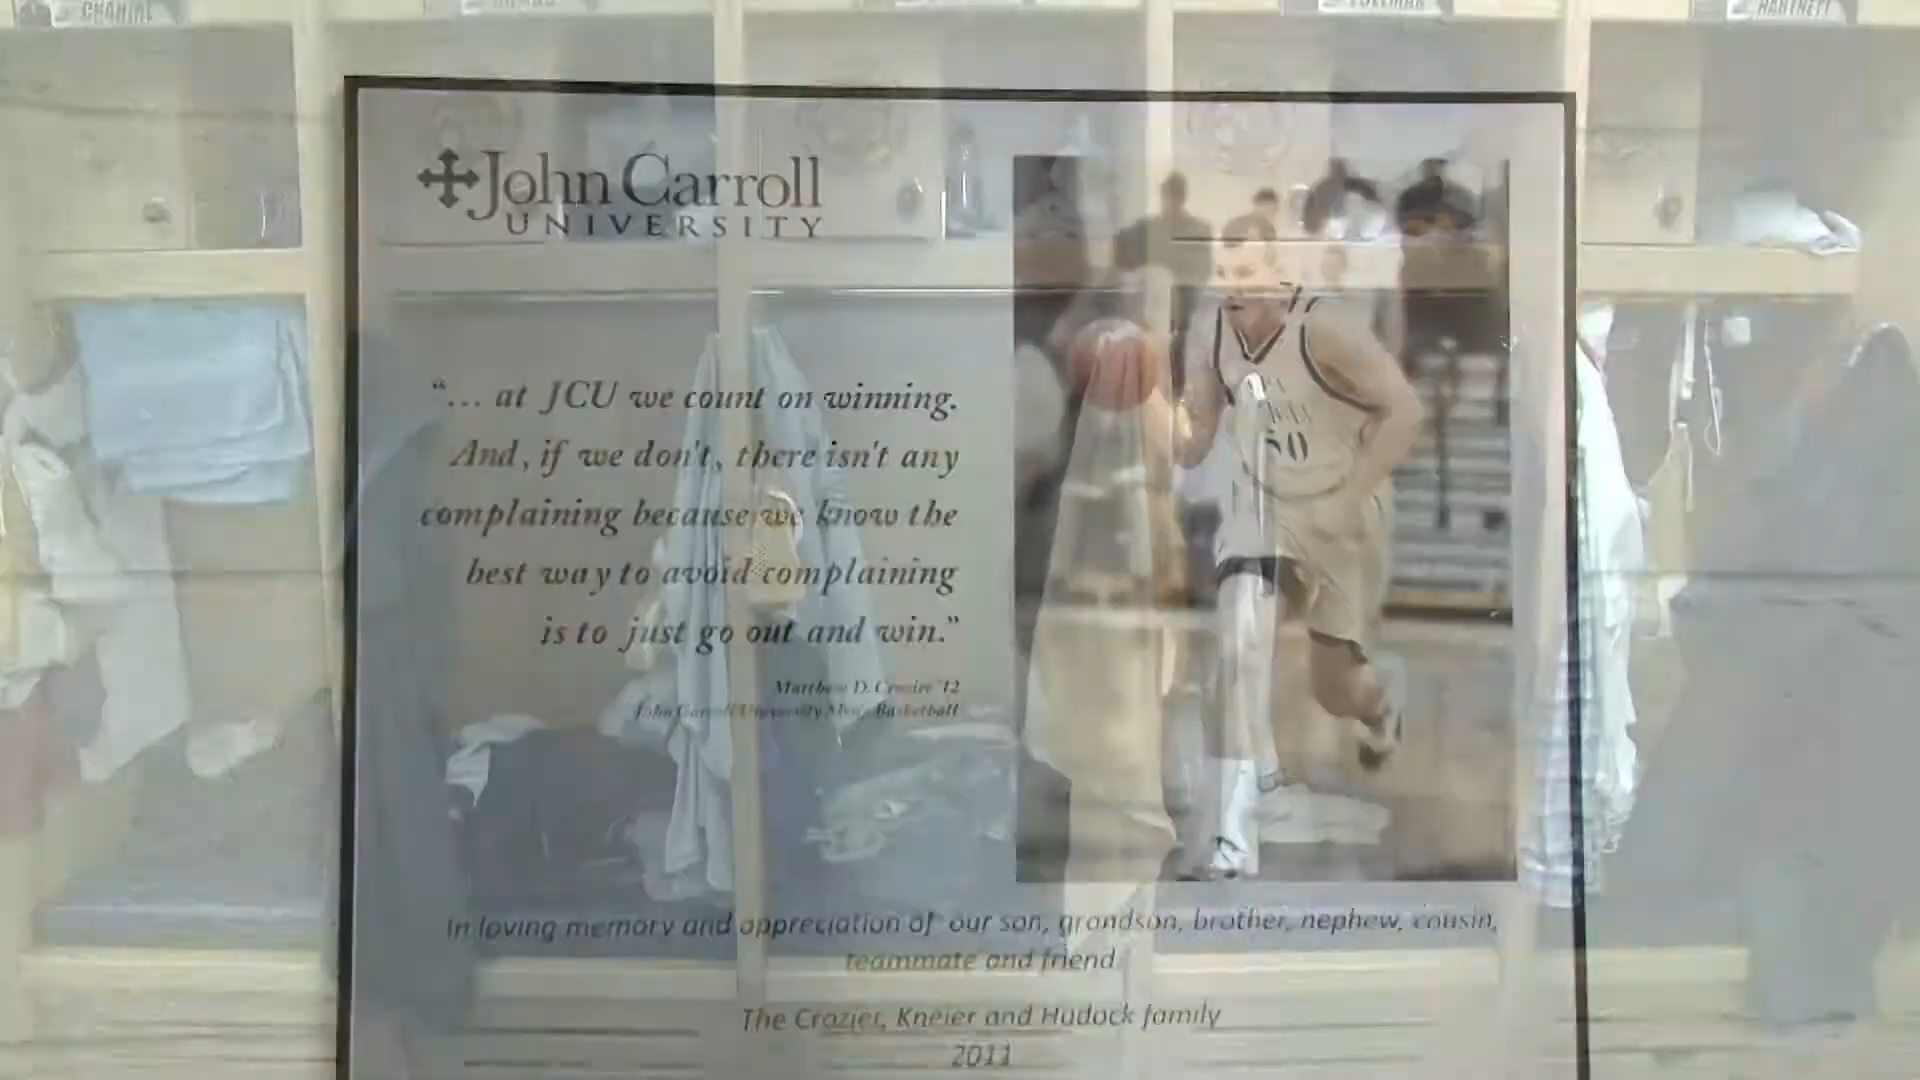 HARTNETT
John Carroll
UNIVERSITY
"... at JCU we count on winning.
And, if we don't, there isn't any
complaining because we know the
best way to avoid complaining
is to just go out and win."
Matthew D. Crozier '12
John Carroll University Men's Basketball
50
In loving memory and appreciation of our son, grandson, brother, nephew, cousin,
teammate and friend
The Crozier, Kneier and Hudock family
2011